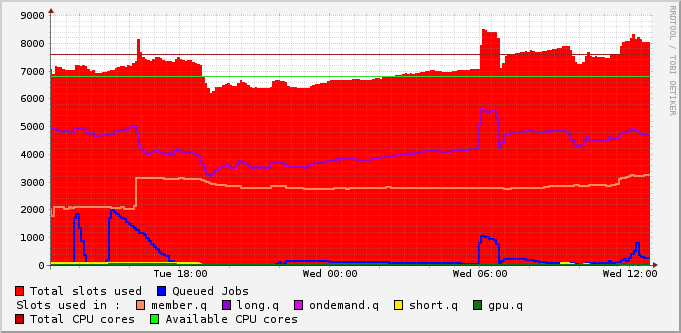 9000
8000
7000
6000
5000
4000
3000
2000
1000
0
Tue 18:00 Wed 00:00 Wed 06:00 Wed 12:00
RRDTOOL / TOBI OETIKER
Total slots used Queued Jobs
Slots used in : member.q long.q ondemand.q short.q gpu.q
Total CPU cores Available CPU cores